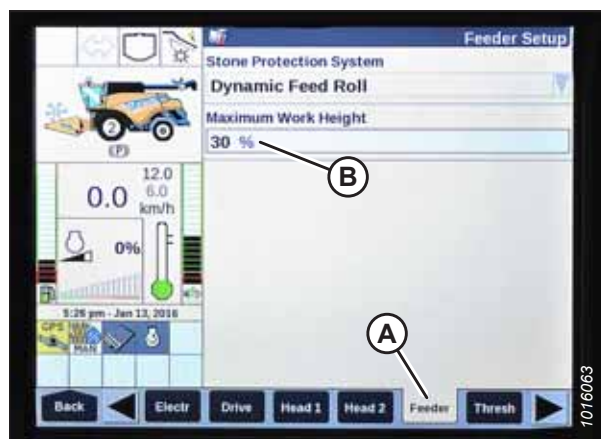 Feeder Setup
Stone Protection System
Dynamic Feed Roll
Maximum Work Height
30 %
B
2
(P)
12.0
0.0 6.0
km/h
0%
5:26 pm - Jan 13, 2016
GPS
MAN
A
Back Electr Drive Head 1 Head 2 Feeder Thresh
1016063